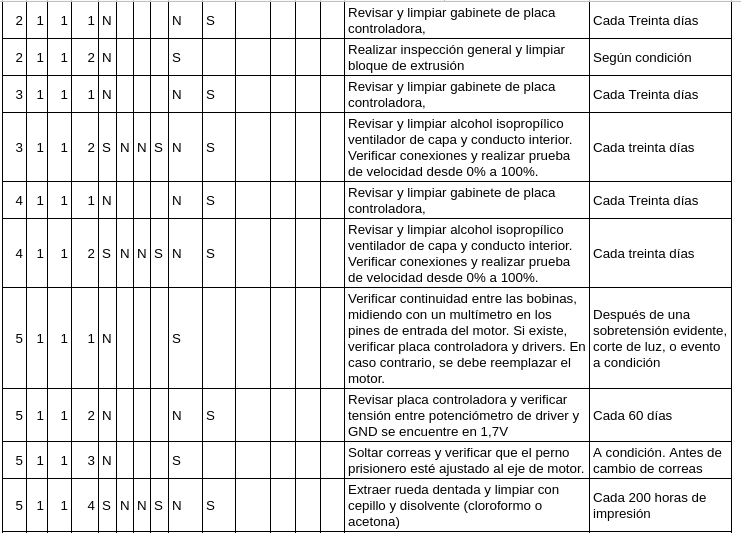 2 1 1 1 N N S Revisar y limpiar gabinete de placa controladora, Cada Treinta días
2 1 1 2 N S Realizar inspección general y limpiar bloque de extrusión Según condición
3 1 1 1 N N S Revisar y limpiar gabinete de placa controladora, Cada Treinta días
3 1 1 2 S N N S N S Revisar y limpiar alcohol isopropílico ventilador de capa y conducto interior. Verificar conexiones y realizar prueba de velocidad desde 0% a 100%. Cada treinta días
4 1 1 1 N N S Revisar y limpiar gabinete de placa controladora, Cada Treinta días
4 1 1 2 S N N S N S Revisar y limpiar alcohol isopropílico ventilador de capa y conducto interior. Verificar conexiones y realizar prueba de velocidad desde 0% a 100%. Cada treinta días
5 1 1 1 N S Verificar continuidad entre las bobinas, midiendo con un multímetro en los pines de entrada del motor. Si existe, verificar placa controladora y drivers. En caso contrario, se debe reemplazar el motor. Después de una sobretensión evidente, corte de luz, o evento a condición
5 1 1 2 N N S Revisar placa controladora y verificar tensión entre potenciómetro de driver y GND se encuentre en 1,7V Cada 60 días
5 1 1 3 N S Soltar correas y verificar que el perno prisionero esté ajustado al eje de motor. A condición. Antes de cambio de correas
5 1 1 4 S N N S N S Extraer rueda dentada y limpiar con cepillo y disolvente (cloroformo o acetona) Cada 200 horas de impresión